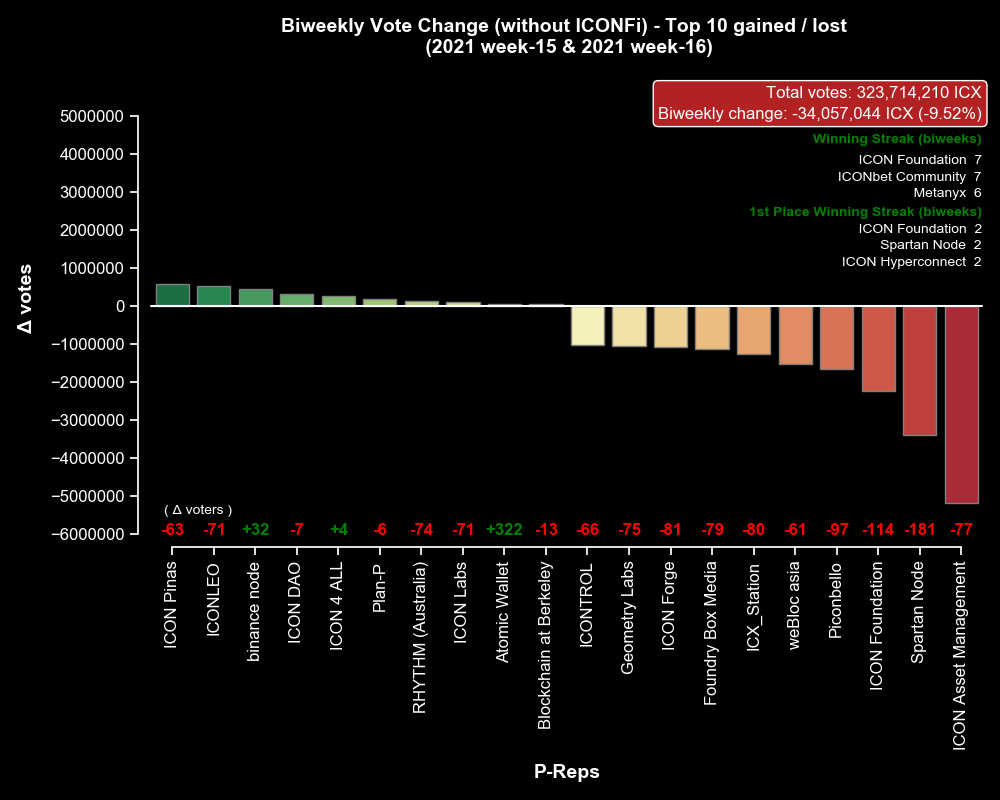 Biweekly Vote Change (without ICONFi) - Top 10 gained / lost
(2021 week-15 & 2021 week-16)
Total votes: 323,714,210 ICX
Biweekly change: -34,057,044 ICX (-9.52%)
Winning Streak (biweeks)
ICON Foundation 7
ICONbet Community 7
Metanyx 6
1st Place Winning Streak (biweeks)
ICON Foundation 2
Spartan Node 2
ICON Hyperconnect 2
Δ votes
5000000
4000000
3000000
2000000
1000000
0
−1000000
−2000000
−3000000
−4000000
−5000000
−6000000
( Δ voters )
-63 -71 +32 -7 +4 -6 -74 -71 +322 -13 -66 -75 -81 -79 -80 -61 -97 -114 -181 -77
ICON Pinas
ICONLEO
binance node
ICON DAO
ICON 4 ALL
Plan-P
RHYTHM (Australia)
ICON Labs
Atomic Wallet
Blockchain at Berkeley
ICONTROL
Geometry Labs
ICON Forge
Foundry Box Media
ICX_Station
weBloc asia
Piconbello
ICON Foundation
Spartan Node
ICON Asset Management
P-Reps